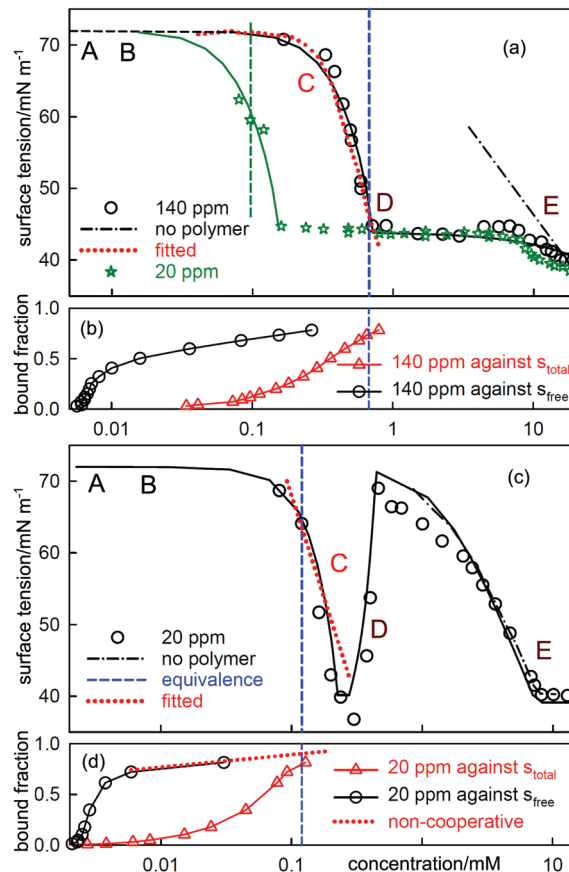 70
60
50
40
surface tension/mN m⁻¹
A B
C
D
E
(a)
140 ppm
no polymer
fitted
20 ppm
1.0
0.5
0.0
bound fraction
(b)
140 ppm against s_total
140 ppm against s_free
0.01 0.1 1 10
70
60
50
40
surface tension/mN m⁻¹
A B
C
D
E
(c)
20 ppm
no polymer
equivalence
fitted
1.0
0.5
0.0
bound fraction
(d)
20 ppm against s_total
20 ppm against s_free
non-cooperative
0.01 0.1 concentration/mM 10